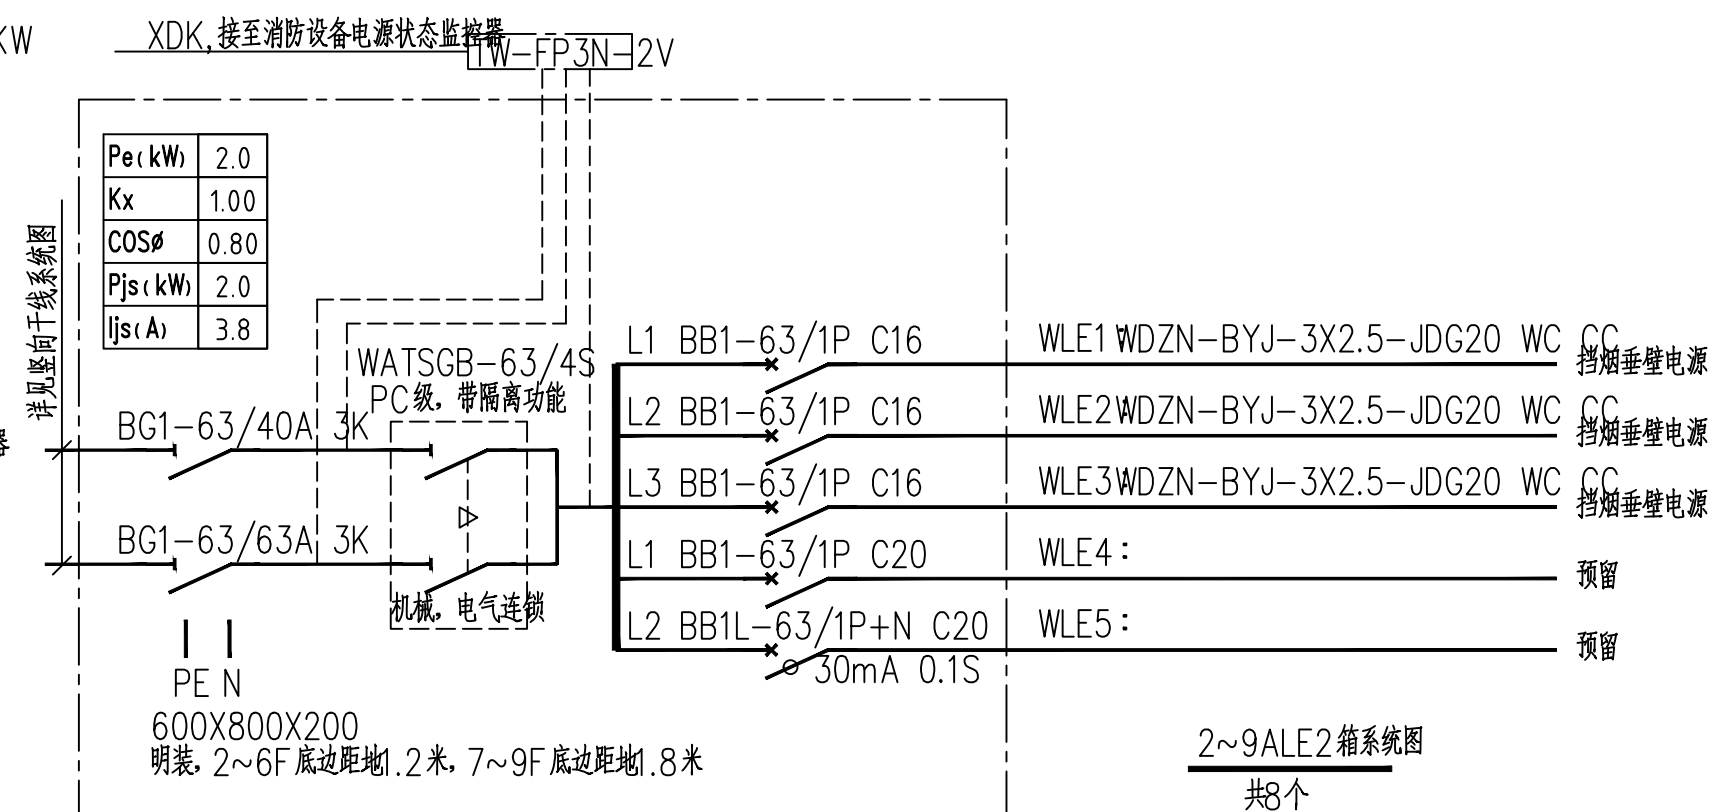 KW
XDK,接至消防设备电源状态监控器
TW-FP3N-2V
Pe(kW) 2.0
Kx 1.00
COSø 0.80
Pjs(kW) 2.0
Ijs(A) 3.8
详见竖向干线系统图
器
WATSGB-63/4S
PC级, 带隔离功能
BG1-63/40A 3K
BG1-63/63A 3K
机械, 电气连锁
L1 BB1-63/1P C16 WLE1: WDZN-BYJ-3X2.5-JDG20 WC CC 挡烟垂壁电源
L2 BB1-63/1P C16 WLE2: WDZN-BYJ-3X2.5-JDG20 WC CC 挡烟垂壁电源
L3 BB1-63/1P C16 WLE3: WDZN-BYJ-3X2.5-JDG20 WC CC 挡烟垂壁电源
L1 BB1-63/1P C20 WLE4: 预留
L2 BB1L-63/1P+N C20 WLE5: 预留
30mA 0.1S
PE N
600X800X200
明装, 2~6F底边距地1.2米, 7~9F底边距地1.8米
2~9ALE2箱系统图
共8个